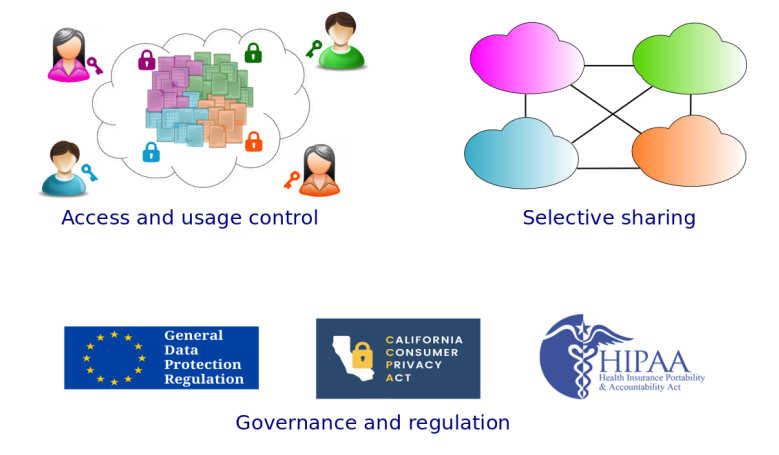 Access and usage control
Selective sharing
General
Data
Protection
Regulation
CALIFORNIA
CONSUMER
PRIVACY
ACT
HIPAA
Health Insurance Portability
& Accountability Act
Governance and regulation